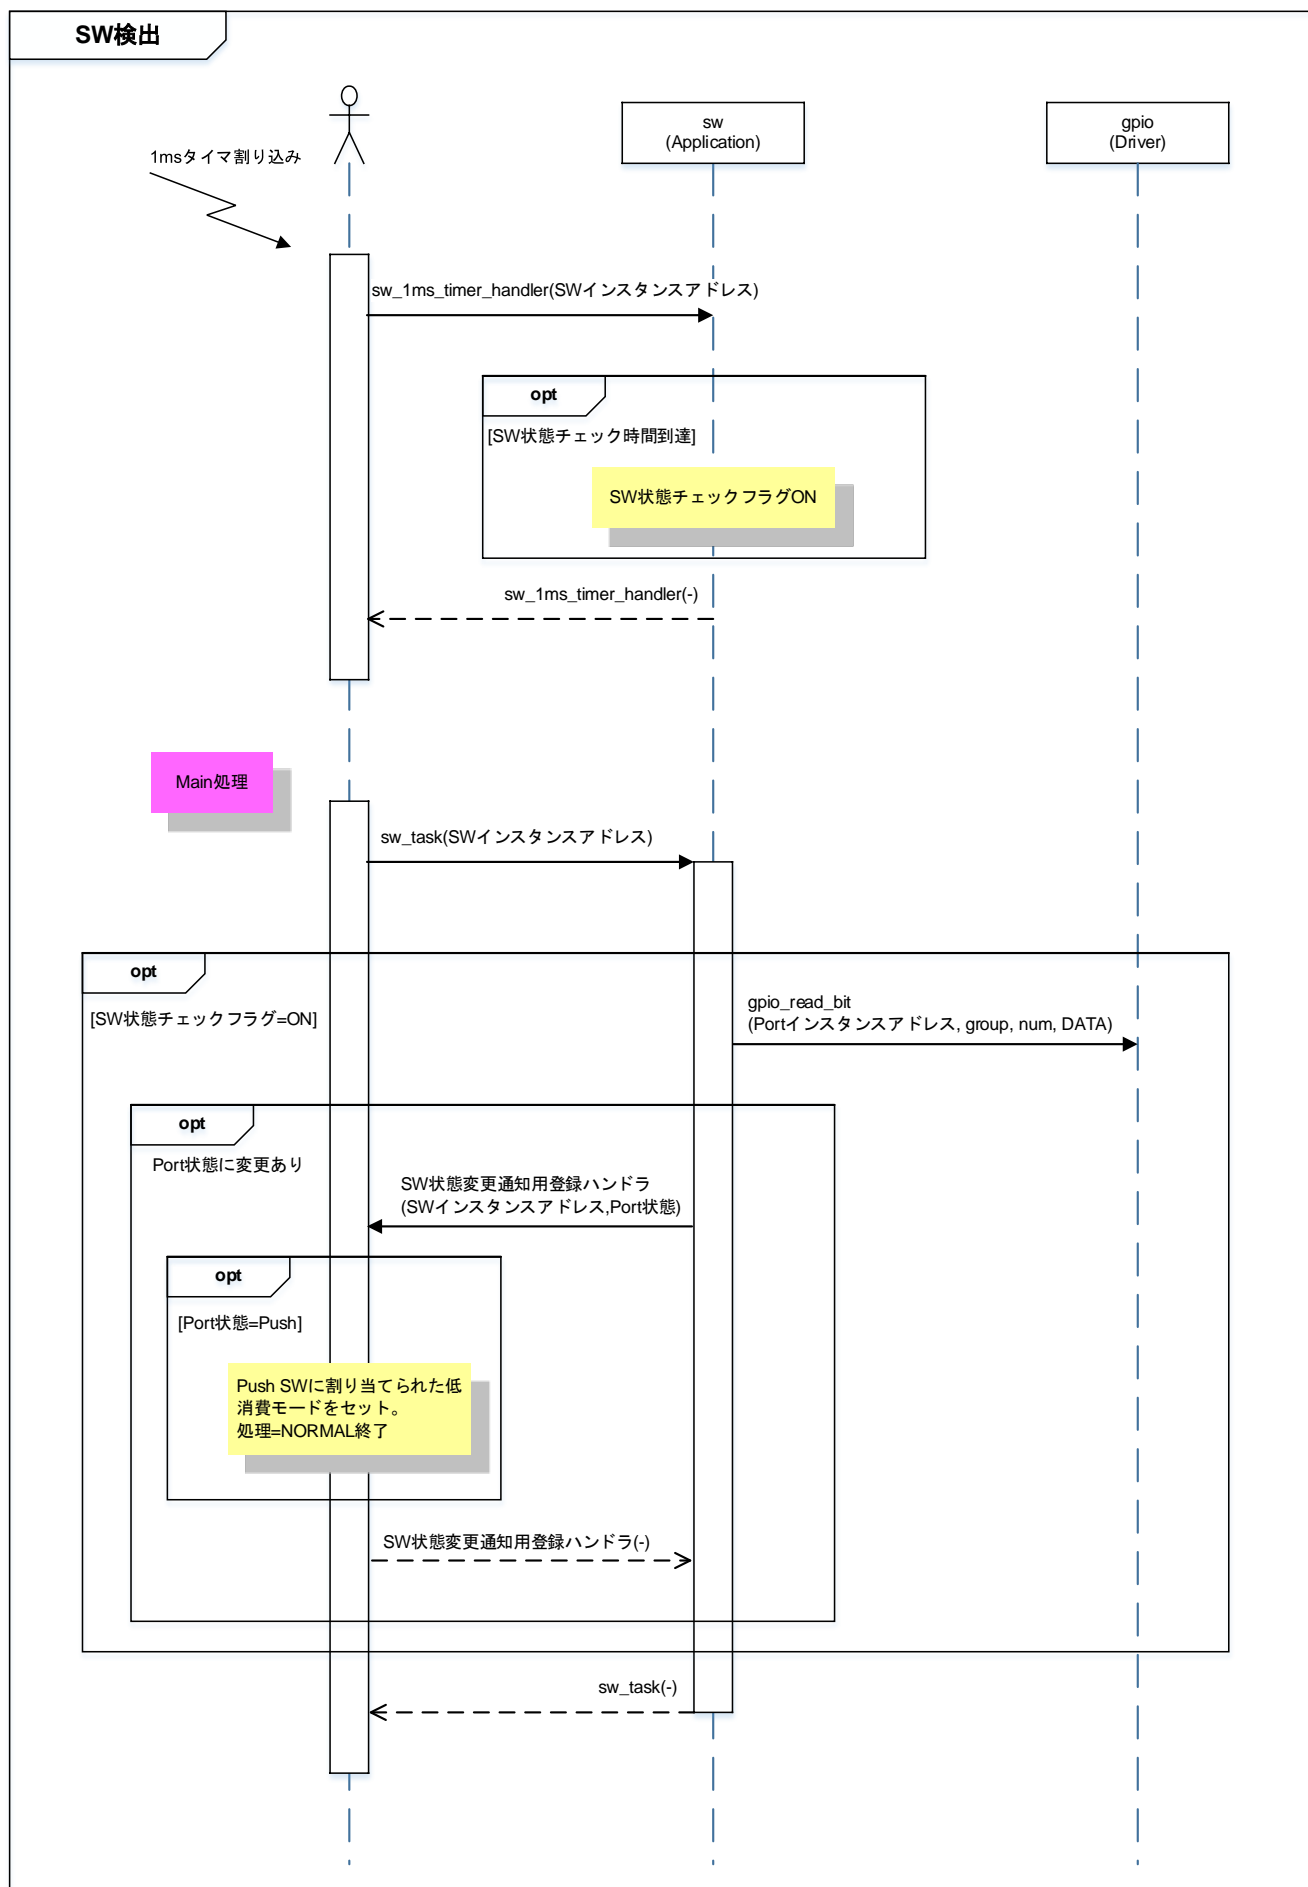 SW検出
sw
(Application)
gpio
(Driver)
1msタイマ割り込み
sw_1ms_timer_handler(SWインスタンスアドレス)
opt
[SW状態チェック時間到達]
SW状態チェックフラグON
sw_1ms_timer_handler(-)
Main処理
sw_task(SWインスタンスアドレス)
opt
[SW状態チェックフラグ=ON]
gpio_read_bit
(Portインスタンスアドレス, group, num, DATA)
opt
Port状態に変更あり
SW状態変更通知用登録ハンドラ
(SWインスタンスアドレス,Port状態)
opt
[Port状態=Push]
Push SWに割り当てられた低
消費モードをセット。
処理=NORMAL終了
SW状態変更通知用登録ハンドラ(-)
sw_task(-)